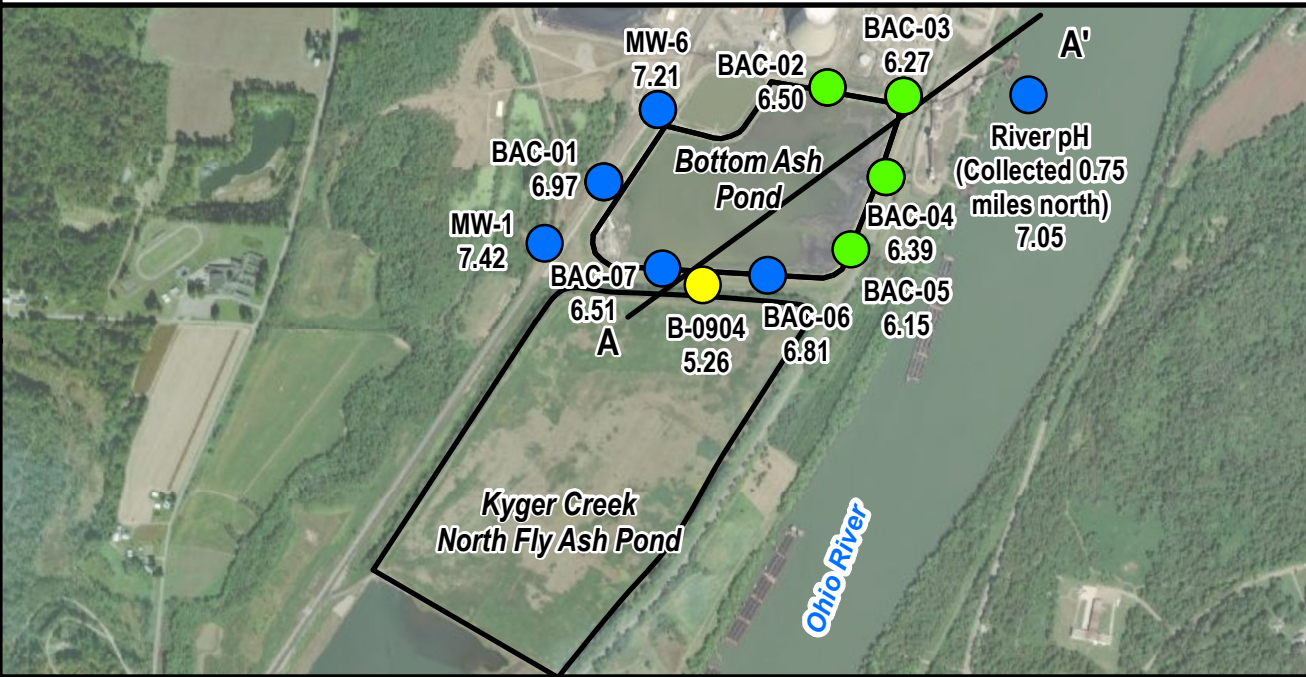 BAC-03
6.27
A'
MW-6
7.21
BAC-02
6.50
River pH
(Collected 0.75
miles north)
7.05
BAC-01
6.97
Bottom Ash
Pond
BAC-04
6.39
MW-1
7.42
BAC-07
6.51
BAC-05
6.15
A
B-0904
5.26
BAC-06
6.81
Kyger Creek
North Fly Ash Pond
Ohio River